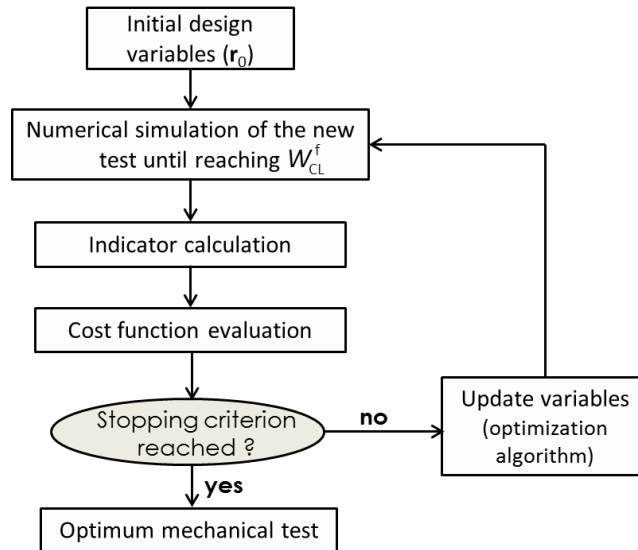 Initial design
variables (r₀)
Numerical simulation of the new
test until reaching W_CL^f
Indicator calculation
Cost function evaluation
Stopping criterion
reached ?
no
Update variables
(optimization
algorithm)
yes
Optimum mechanical test